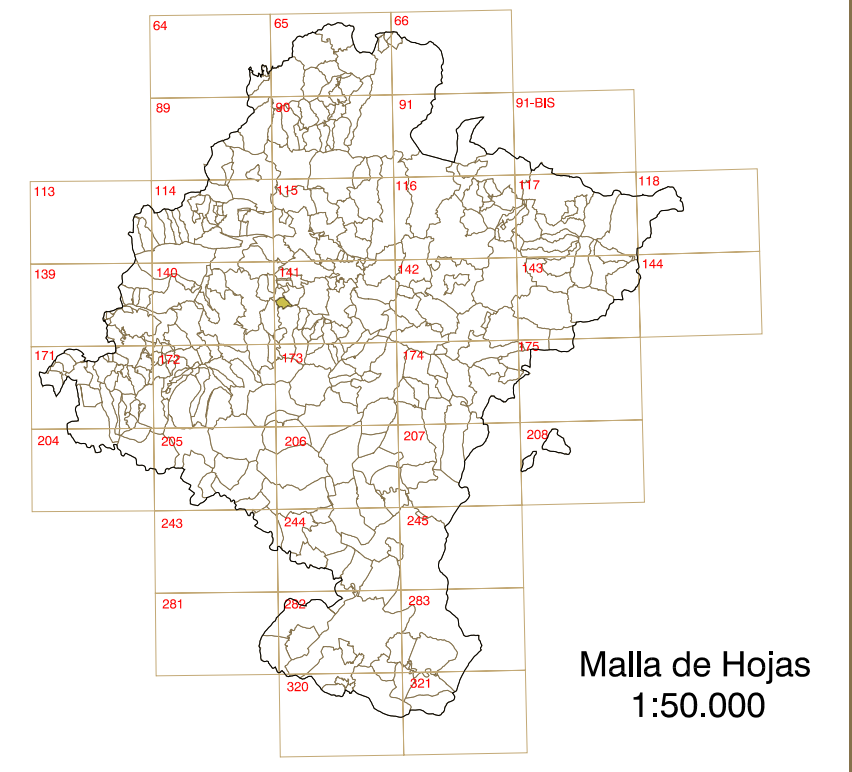 64 65 66
89 90 91 91-BIS
113 114 115 116 117 118
139 140 141 142 143 144
171 172 173 174 175
204 205 206 207 208
243 244 245
281 282 283
320 321
Malla de Hojas
1:50.000